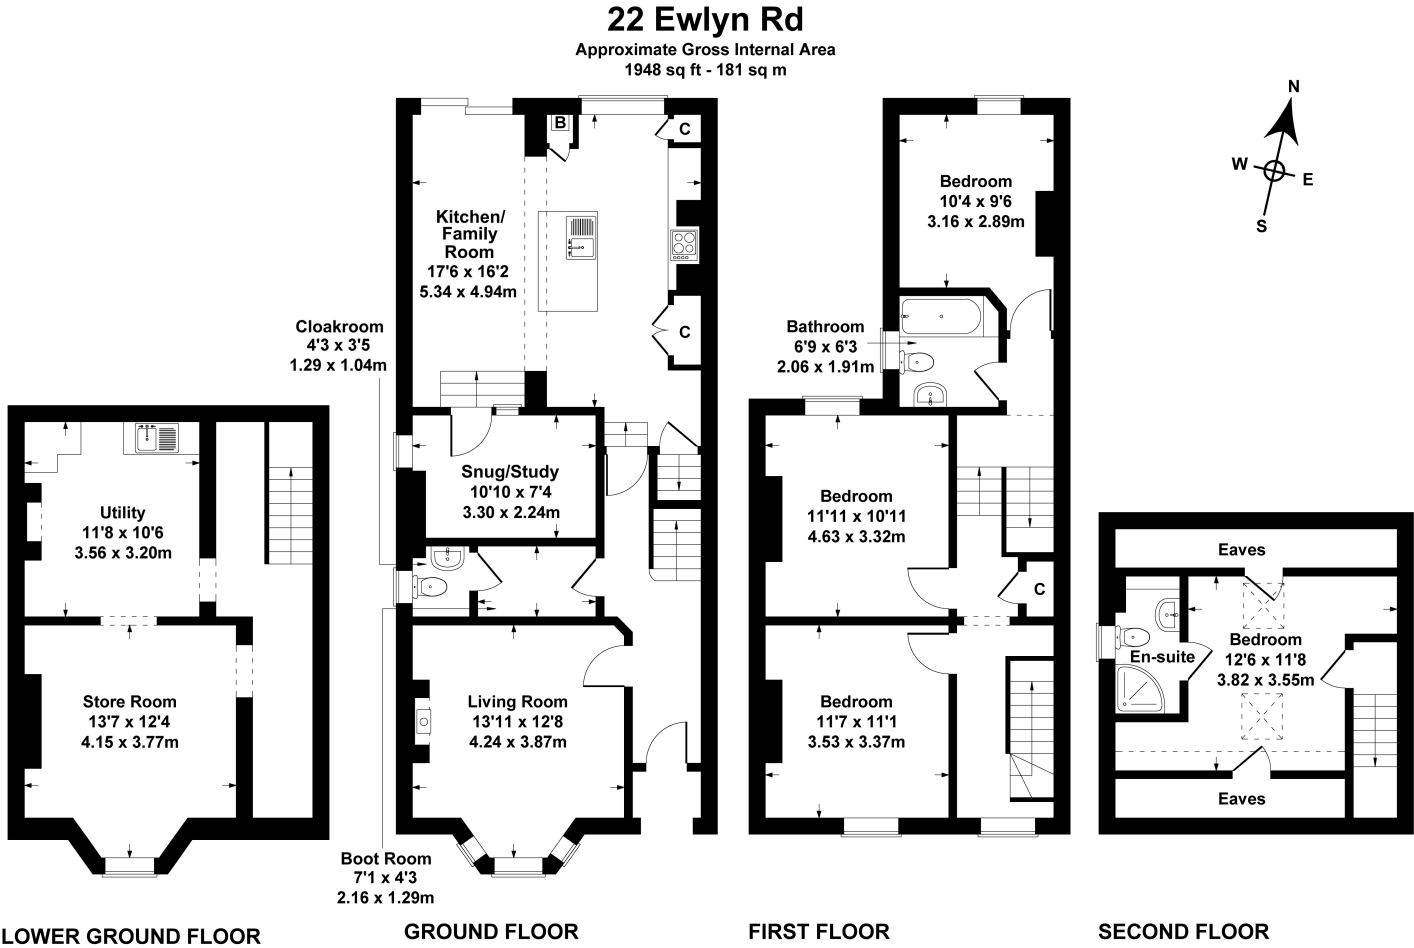 22 Ewlyn Rd
Approximate Gross Internal Area
1948 sq ft - 181 sq m
N
W
E
S
B
C
Kitchen/
Family
Room
17'6 x 16'2
5.34 x 4.94m
C
Cloakroom
4'3 x 3'5
1.29 x 1.04m
Snug/Study
10'10 x 7'4
3.30 x 2.24m
Living Room
13'11 x 12'8
4.24 x 3.87m
Boot Room
7'1 x 4'3
2.16 x 1.29m
Utility
11'8 x 10'6
3.56 x 3.20m
Store Room
13'7 x 12'4
4.15 x 3.77m
Bedroom
10'4 x 9'6
3.16 x 2.89m
Bathroom
6'9 x 6'3
2.06 x 1.91m
Bedroom
11'11 x 10'11
4.63 x 3.32m
C
Bedroom
11'7 x 11'1
3.53 x 3.37m
Eaves
Bedroom
12'6 x 11'8
3.82 x 3.55m
En-suite
Eaves
LOWER GROUND FLOOR
GROUND FLOOR
FIRST FLOOR
SECOND FLOOR